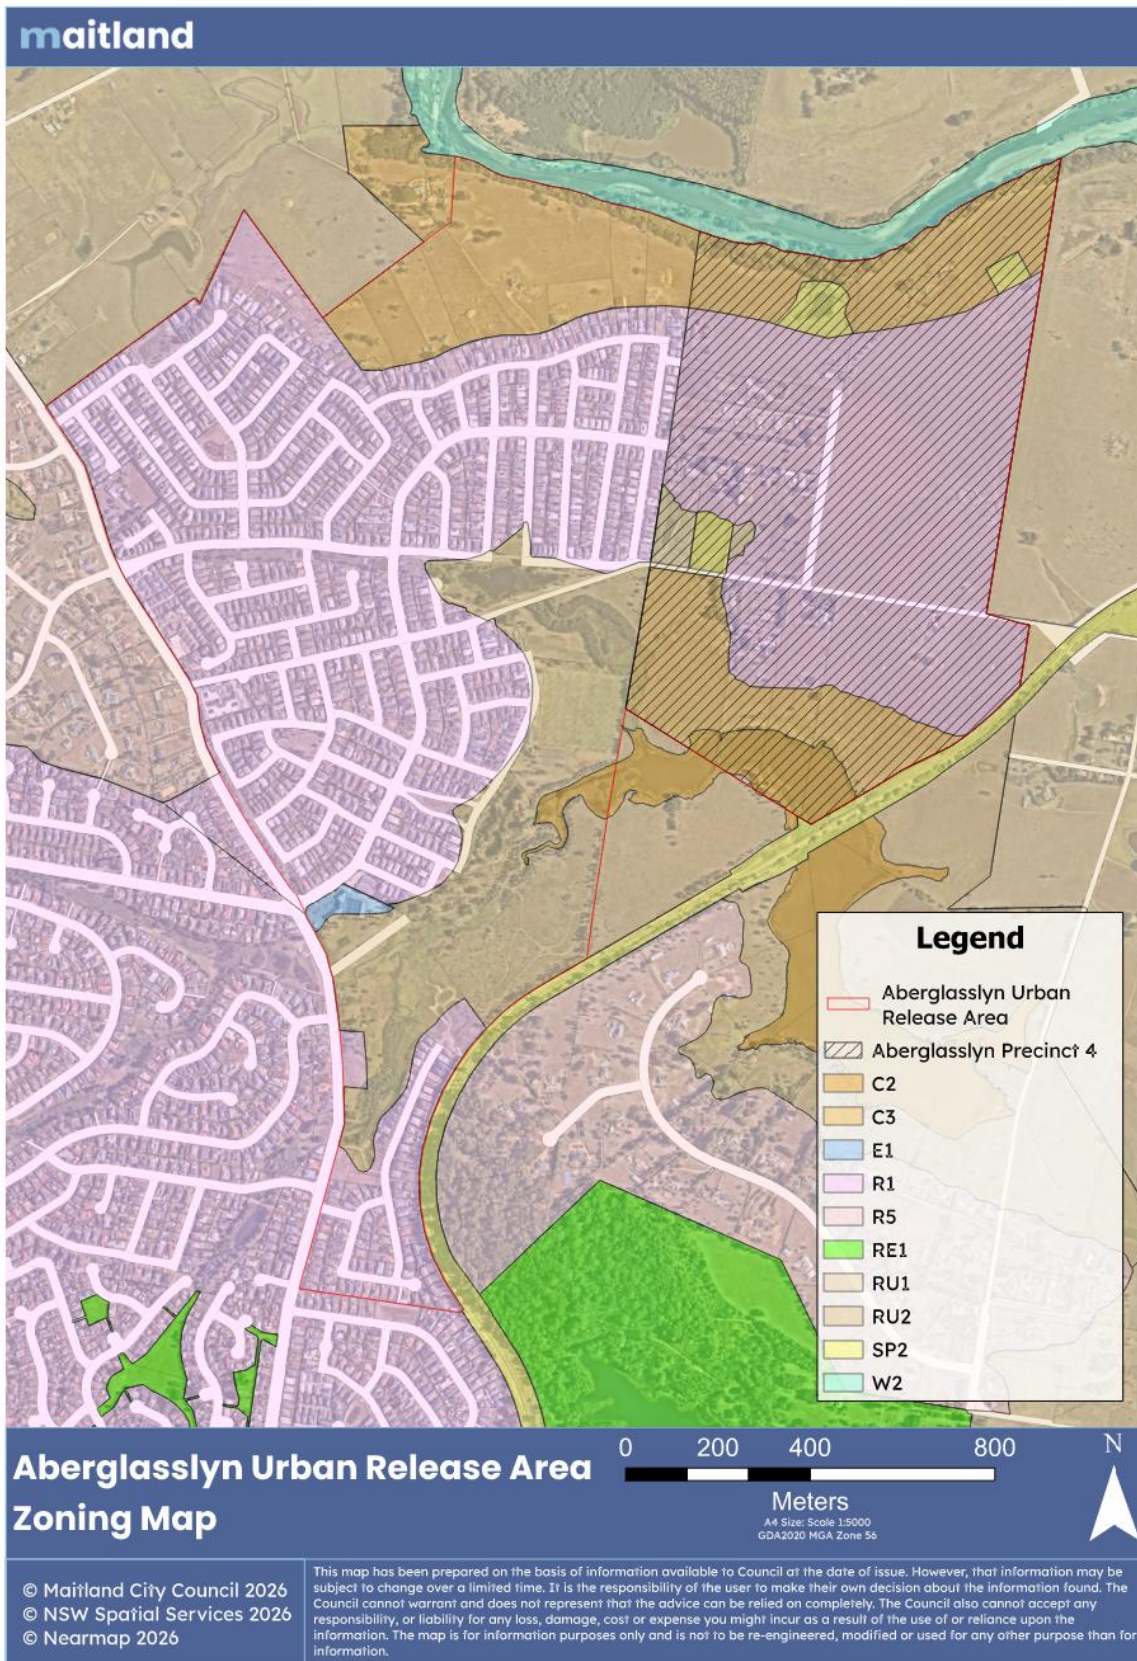 maitland
Legend
Aberglasslyn Urban
Release Area
Aberglasslyn Precinct 4
C2
C3
E1
R1
R5
RE1
RU1
RU2
SP2
W2
Aberglasslyn Urban Release Area
Zoning Map
0 200 400 800
Meters
A4 Size: Scale 1:5000
GDA2020 MGA Zone 56
N
© Maitland City Council 2026
© NSW Spatial Services 2026
© Nearmap 2026
This map has been prepared on the basis of information available to Council at the date of issue. However, that information may be
subject to change over a limited time. It is the responsibility of the user to make their own decision about the information found. The
Council cannot warrant and does not represent that the advice can be relied on completely. The Council also cannot accept any
responsibility, or liability for any loss, damage, cost or expense you might incur as a result of the use of or reliance upon the
information. The map is for information purposes only and is not to be re-engineered, modified or used for any other purpose than for
information.